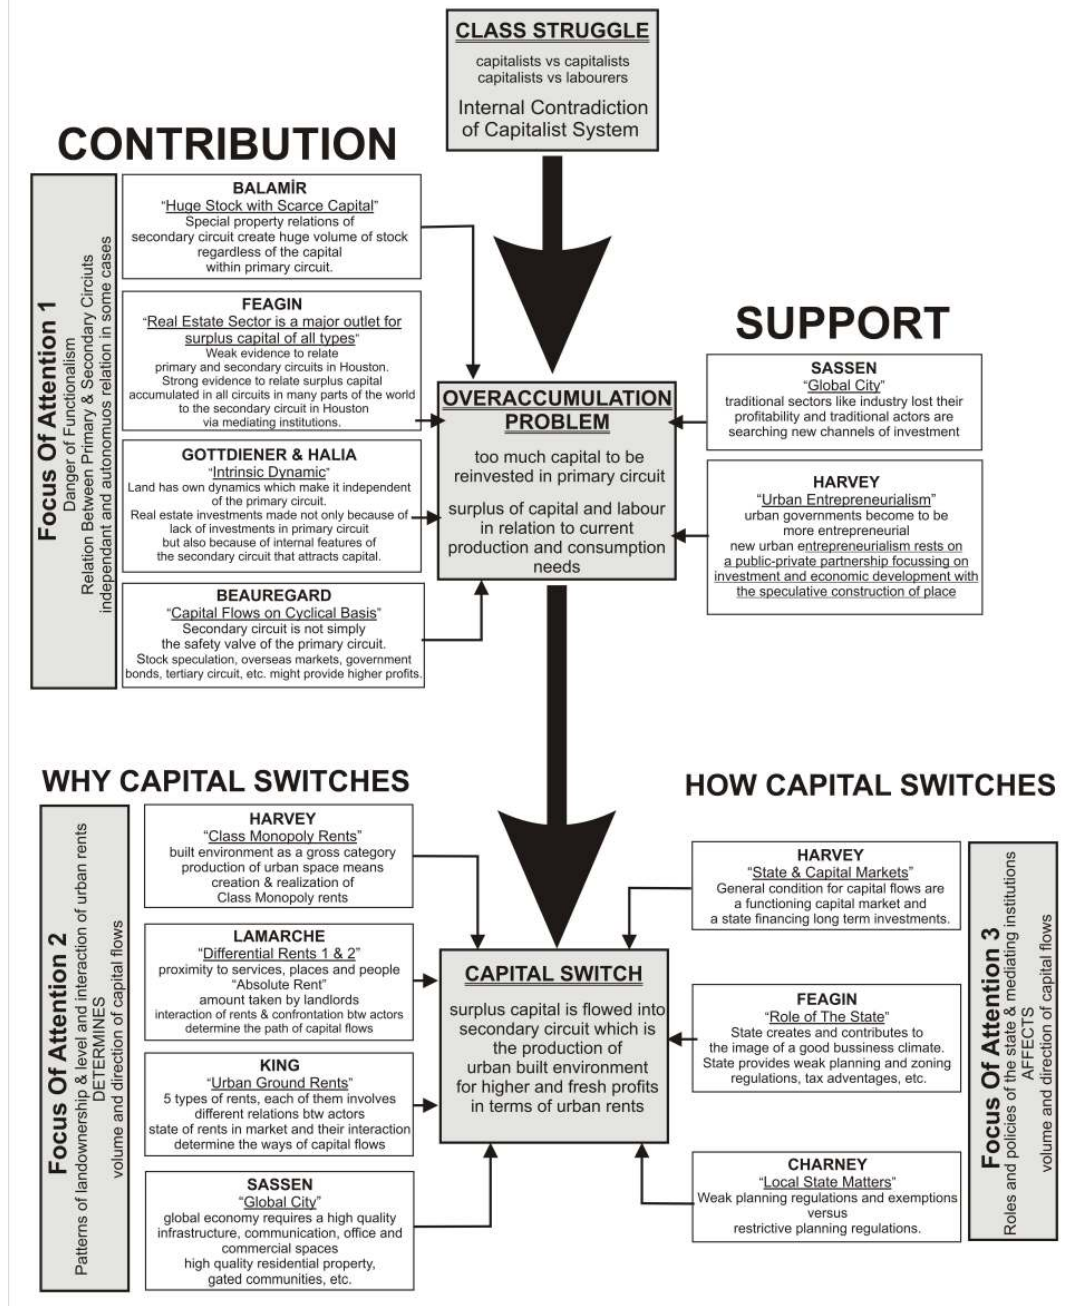 CLASS STRUGGLE
capitalists vs capitalists
capitalists vs labourers
Internal Contradiction
of Capitalist System
CONTRIBUTION
Focus Of Attention 1
Danger of Functionalism
Relation Between Primary & Secondary Circiuts
independant and autonomuos relation in some cases
BALAMİR
“Huge Stock with Scarce Capital”
Special property relations of
secondary circuit create huge volume of stock
regardless of the capital
within primary circuit.
FEAGIN
“Real Estate Sector is a major outlet for
surplus capital of all types”
Weak evidence to relate
primary and secondary circuits in Houston.
Strong evidence to relate surplus capital
accumulated in all circuits in many parts of the world
to the secondary circuit in Houston
via mediating institutions.
GOTTDIENER & HALIA
“Intrinsic Dynamic”
Land has own dynamics which make it independent
of the primary circuit.
Real estate investments made not only because of
lack of investments in primary circuit
but also because of internal features of
the secondary circuit that attracts capital.
BEAUREGARD
“Capital Flows on Cyclical Basis”
Secondary circuit is not simply
the safety valve of the primary circuit.
Stock speculation, overseas markets, government
bonds, tertiary circuit, etc. might provide higher profits.
OVERACCUMULATION
PROBLEM
too much capital to be
reinvested in primary circuit
surplus of capital and labour
in relation to current
production and consumption
needs
SUPPORT
SASSEN
“Global City”
traditional sectors like industry lost their
profitability and traditional actors are
searching new channels of investment
HARVEY
“Urban Entrepreneurialism”
urban governments become to be
more entrepreneurial
new urban entrepreneurialism rests on
a public-private partnership focussing on
investment and economic development with
the speculative construction of place
WHY CAPITAL SWITCHES
Focus Of Attention 2
Patterns of landownership & level and interaction of urban rents
DETERMINES
volume and direction of capital flows
HARVEY
“Class Monopoly Rents”
built environment as a gross category
production of urban space means
creation & realization of
Class Monopoly rents
LAMARCHE
“Differential Rents 1 & 2”
proximity to services, places and people
“Absolute Rent”
amount taken by landlords
interaction of rents & confrontation btw actors
determine the path of capital flows
KING
“Urban Ground Rents”
5 types of rents, each of them involves
different relations btw actors
state of rents in market and their interaction
determine the ways of capital flows
SASSEN
“Global City”
global economy requires a high quality
infrastructure, communication, office and
commercial spaces
high quality residential property,
gated communities, etc.
CAPITAL SWITCH
surplus capital is flowed into
secondary circuit which is
the production of
urban built environment
for higher and fresh profits
in terms of urban rents
HOW CAPITAL SWITCHES
HARVEY
“State & Capital Markets”
General condition for capital flows are
a functioning capital market and
a state financing long term investments.
FEAGIN
“Role of The State”
State creates and contributes to
the image of a good bussiness climate.
State provides weak planning and zoning
regulations, tax adventages, etc.
CHARNEY
“Local State Matters”
Weak planning regulations and exemptions
versus
restrictive planning regulations.
Focus Of Attention 3
Roles and policies of the state & mediating institutions
AFFECTS
volume and direction of capital flows